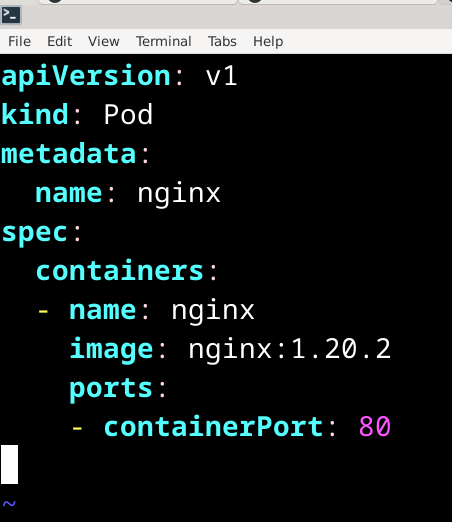 File Edit View Terminal Tabs Help
apiVersion: v1
kind: Pod
metadata:
  name: nginx
spec:
  containers:
  - name: nginx
    image: nginx:1.20.2
    ports:
    - containerPort: 80
~